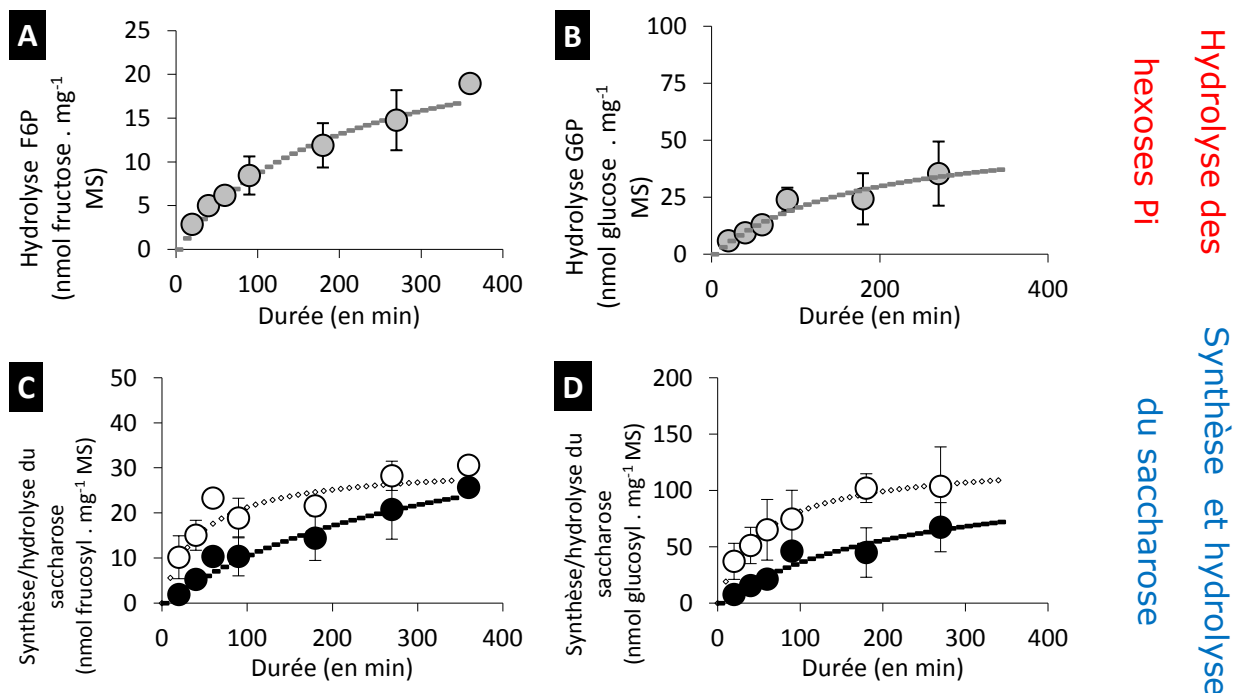 A
Hydrolyse F6P
(nmol fructose . mg-1
MS)
25
20
15
10
5
0
0 100 200 300 400
Durée (en min)
B
Hydrolyse G6P
(nmol glucose . mg-1
MS)
100
75
50
25
0
0 200 400
Durée (en min)
Hydrolyse des
hexoses Pi
C
Synthèse/hydrolyse du
saccharose
(nmol frucosyl . mg-1 MS)
50
40
30
20
10
0
0 100 200 300 400
Durée (en min)
D
Synthèse/hydrolyse du
saccharose
(nmol glucosyl . mg-1 MS)
200
150
100
50
0
0 100 200 300 400
Durée (en min)
Synthèse et hydrolyse
du saccharose